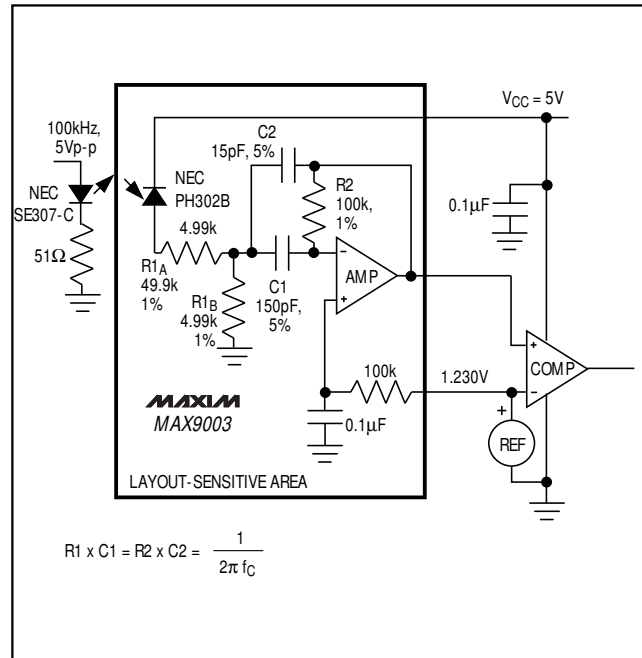 VCC = 5V
100kHz,
5Vp-p
NEC
SE307-C
51Ω
NEC
PH302B
C2
15pF, 5%
R2
100k,
1%
0.1µF
4.99k
R1A
49.9k
1%
R1B
4.99k
1%
C1
150pF,
5%
-
+
AMP
100k
1.230V
+
-
COMP
0.1µF
+
REF
MAXIM
MAX9003
LAYOUT-SENSITIVE AREA
R1 x C1 = R2 x C2 = 1
2π fC